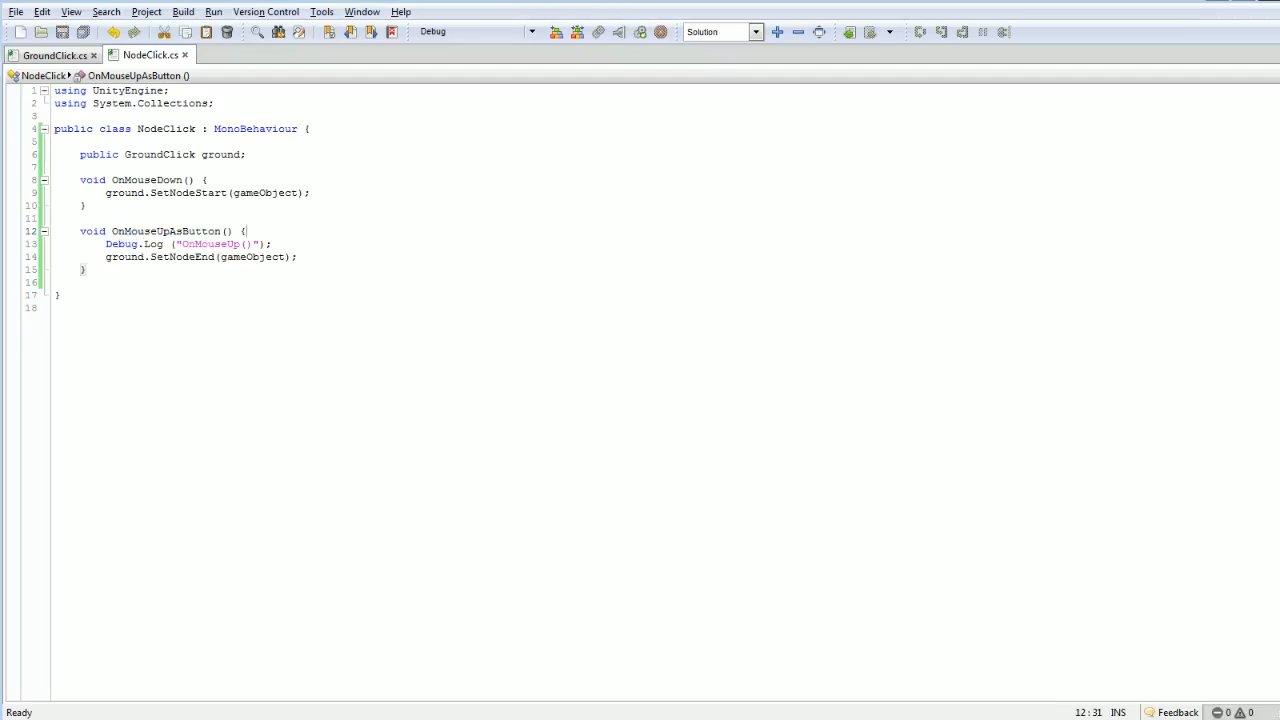 File Edit View Search Project Build Run Version Control Tools Window Help
Debug Solution
GroundClick.cs NodeClick.cs
NodeClick OnMouseUpAsButton ()
1 using UnityEngine;
2 using System.Collections;
3
4 public class NodeClick : MonoBehaviour {
5
6 public GroundClick ground;
7
8 void OnMouseDown() {
9 ground.SetNodeStart(gameObject);
10 }
11
12 void OnMouseUpAsButton() {
13 Debug.Log ("OnMouseUp()");
14 ground.SetNodeEnd(gameObject);
15 }
16
17 }
18
Ready 12 : 31 INS Feedback 0 0